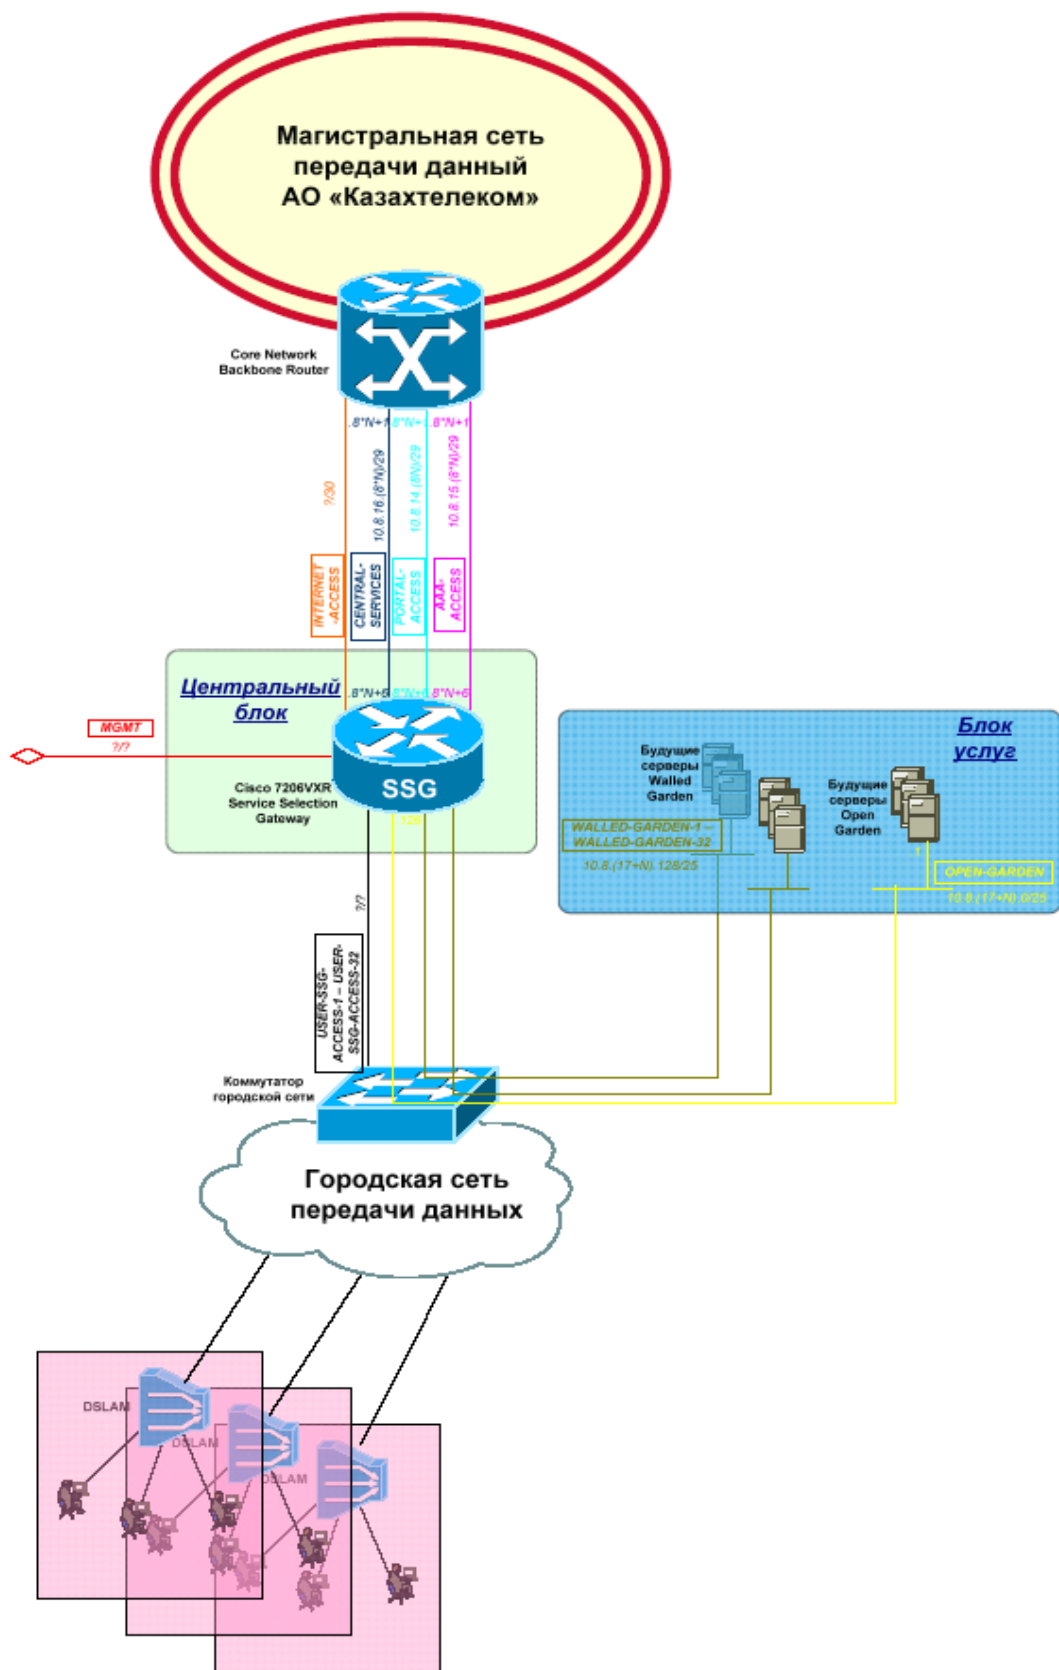 Магистральная сеть
передачи данный
АО «Казахтелеком»
Core Network
Backbone Router
.8*N+1
.8*N+1
.8*N+1
?/30
10.8.16.(8*N)/29
10.8.14.(8N)/29
10.8.15.(8*N)/29
INTERNET
-ACCESS
CENTRAL-
SERVICES
PORTAL-
ACCESS
AAA-
ACCESS
Центральный
блок
.8*N+6
8*N+6
8*N+6
MGMT
?/?
SSG
Cisco 7206VXR
Service Selection
Gateway
.126
Блок
услуг
Будущие
серверы
Walled
Garden
Будущие
серверы
Open
Garden
WALLED-GARDEN-1 –
WALLED-GARDEN-32
10.8.(17+N).128/25
.1
OPEN-GARDEN
10.8.(17+N).0/25
?/?
USER-SSG-
ACCESS-1 – USER-
SSG-ACCESS-32
Коммутатор
городской сети
Городская сеть
передачи данных
DSLAM
DSLAM
DSLAM